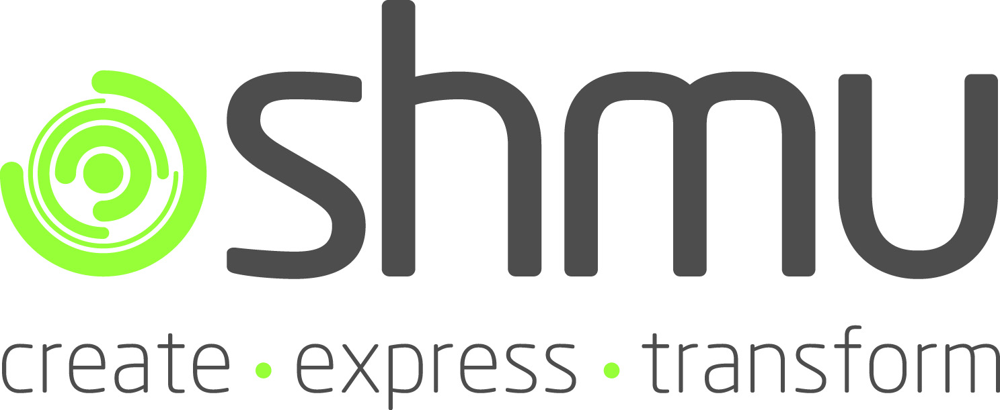 shmu
create • express • transform